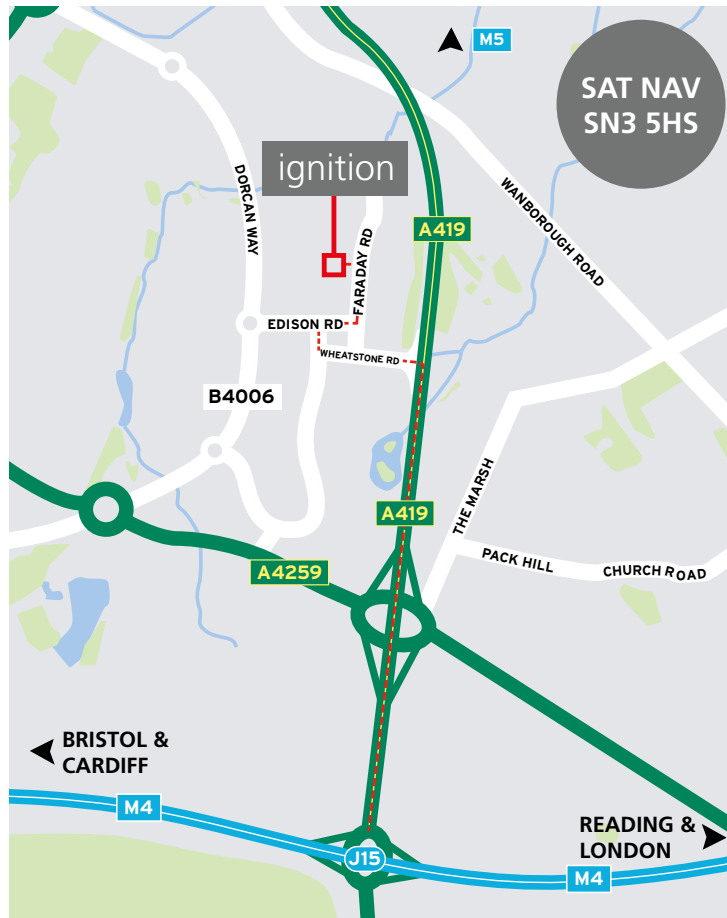 M5
SAT NAV
SN3 5HS
ignition
DORCAN WAY
WANBOROUGH ROAD
A419
FARADAY RD
EDISON RD
WHEATSTONE RD
B4006
A419
THE MARSH
PACK HILL
CHURCH ROAD
A4259
BRISTOL &
CARDIFF
M4
READING &
LONDON
J15
M4